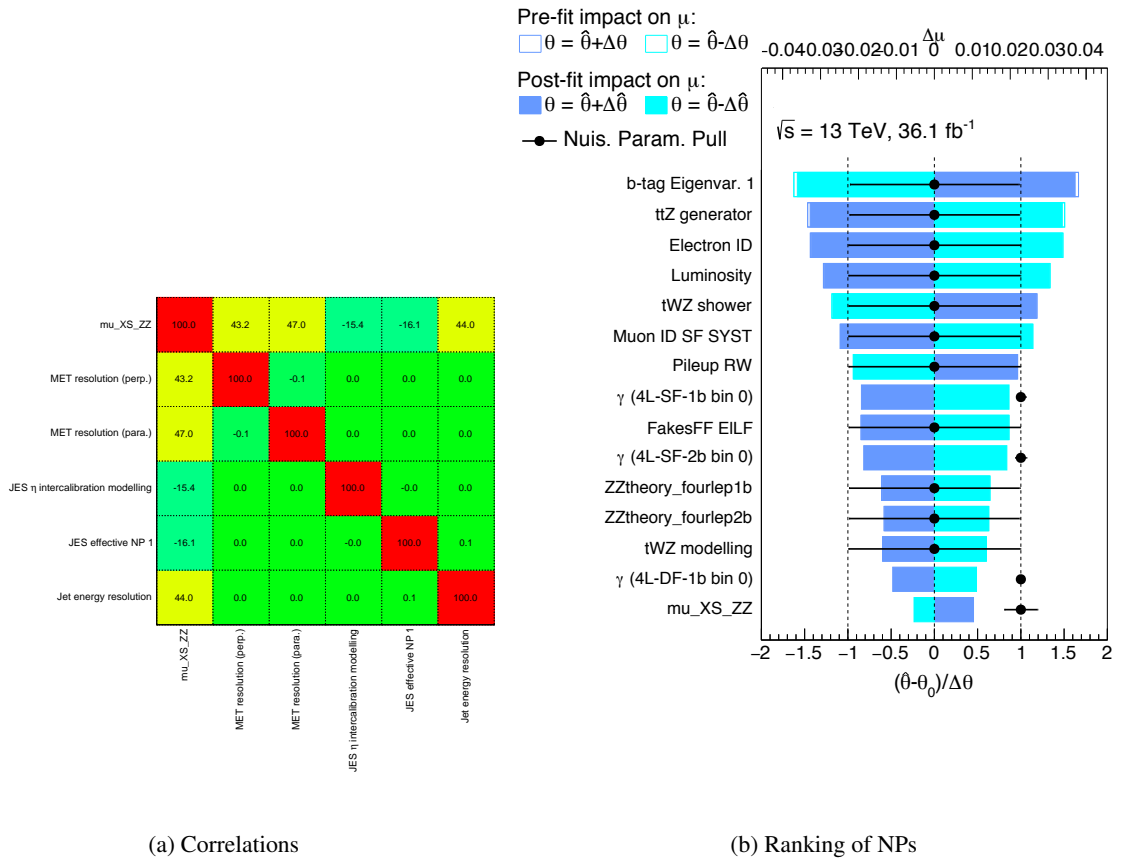 Pre-fit impact on μ:
θ = θ̂+Δθ θ = θ̂-Δθ
Post-fit impact on μ:
θ = θ̂+Δθ̂ θ = θ̂-Δθ̂
Nuis. Param. Pull
Δμ
-0.04 -0.03 -0.02 -0.01 0 0.01 0.02 0.03 0.04
√s = 13 TeV, 36.1 fb⁻¹
b-tag Eigenvar. 1
ttZ generator
Electron ID
Luminosity
tWZ shower
Muon ID SF SYST
Pileup RW
γ (4L-SF-1b bin 0)
FakesFF ElLF
γ (4L-SF-2b bin 0)
ZZtheory_fourlep1b
ZZtheory_fourlep2b
tWZ modelling
γ (4L-DF-1b bin 0)
mu_XS_ZZ
−2 −1.5 −1 −0.5 0 0.5 1 1.5 2
(θ̂-θ₀)/Δθ
mu_XS_ZZ 100.0 43.2 47.0 -15.4 -16.1 44.0
MET resolution (perp.) 43.2 100.0 -0.1 0.0 0.0 0.0
MET resolution (para.) 47.0 -0.1 100.0 0.0 0.0 0.0
JES η intercalibration modelling -15.4 0.0 0.0 100.0 -0.0 0.0
JES effective NP 1 -16.1 0.0 0.0 -0.0 100.0 0.1
Jet energy resolution 44.0 0.0 0.0 0.0 0.1 100.0
mu_XS_ZZ
MET resolution (perp.)
MET resolution (para.)
JES η intercalibration modelling
JES effective NP 1
Jet energy resolution
(a) Correlations
(b) Ranking of NPs